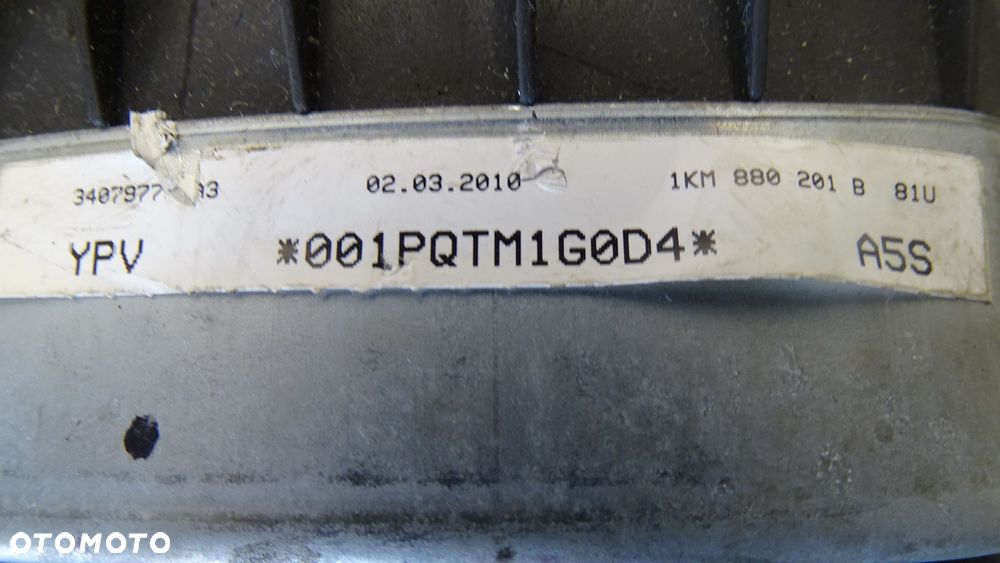 02.03.2010 1KM 880 201 B 81U
YPV *001PQTM1G0D4* A5S
OTOMOTO